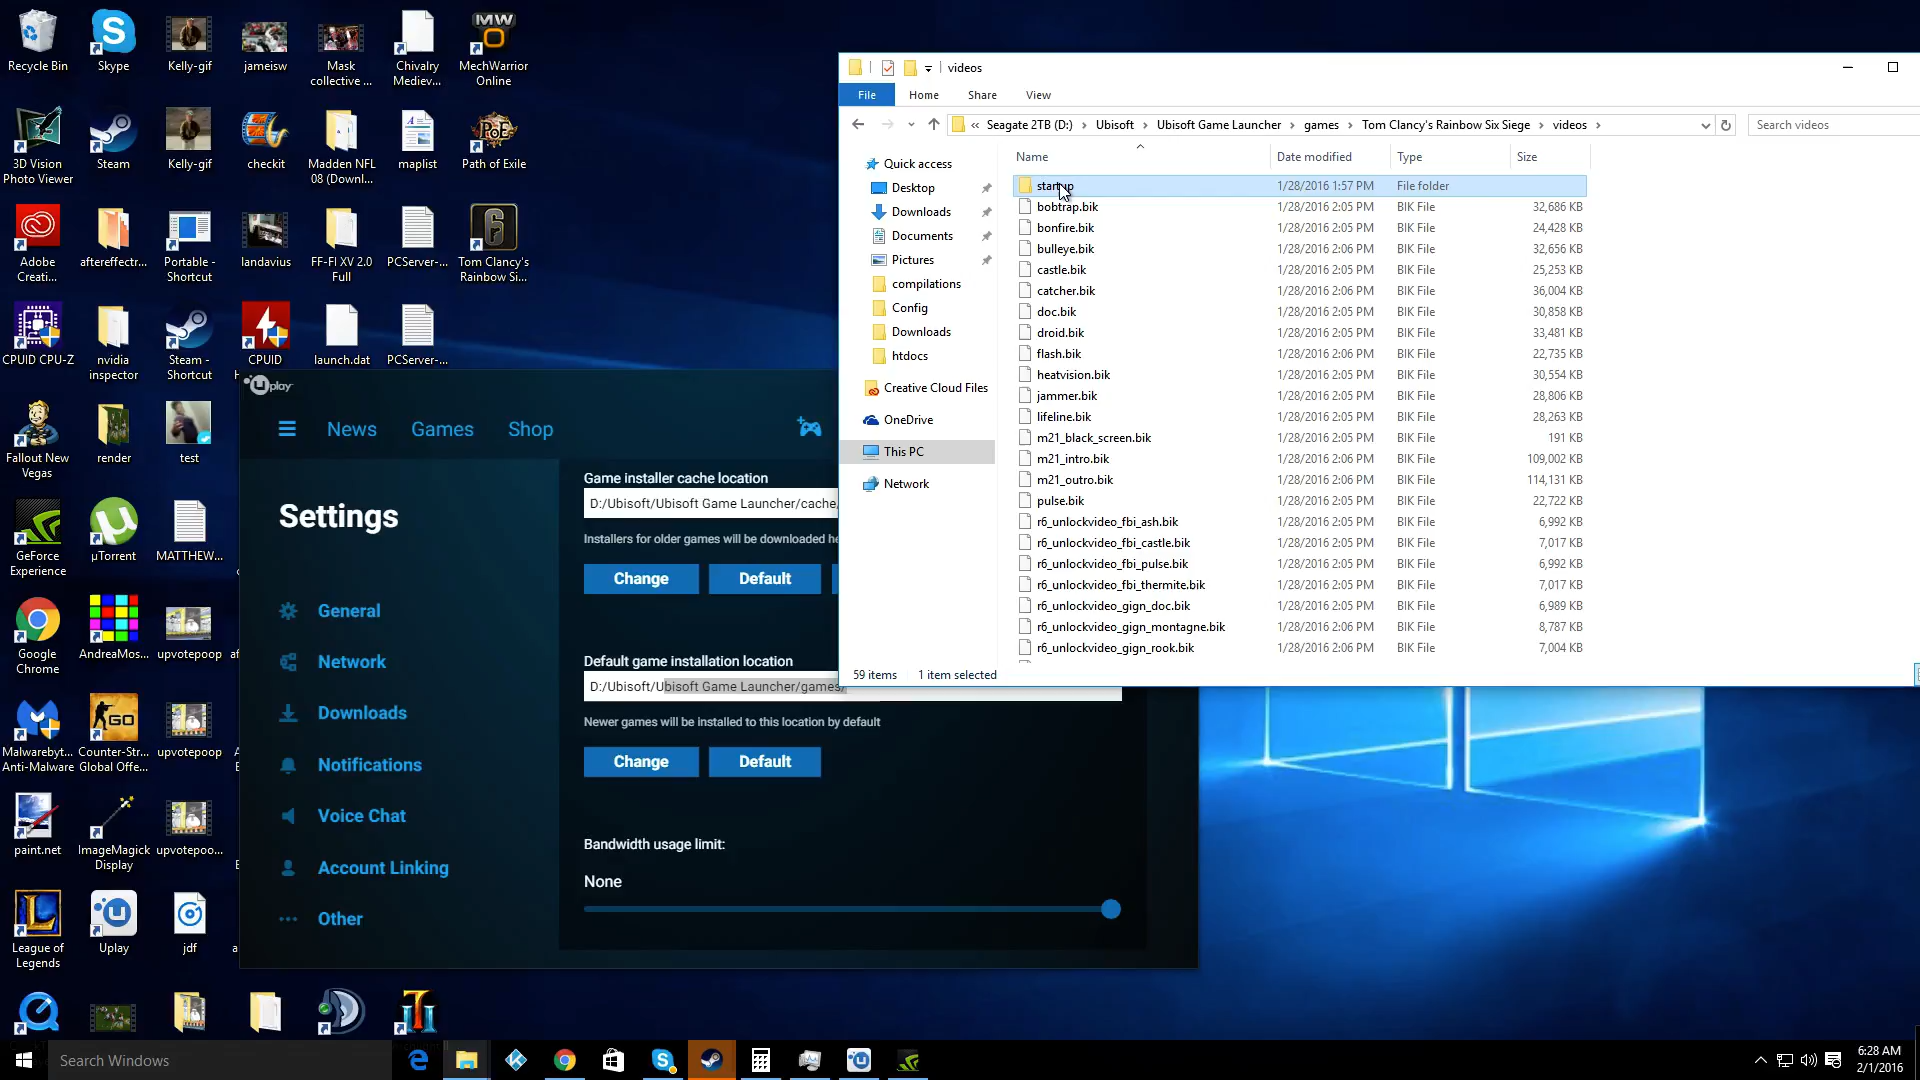 Recycle Bin
Skype
Kelly-gif
jameisw
Mask
collective ...
Chivalry
Mediev...
MechWarrior
Online
3D Vision
Photo Viewer
Steam
Kelly-gif
checkit
Madden NFL
08 (Downl...
maplist
Path of Exile
Adobe
Creati...
aftereffectr...
Portable -
Shortcut
landavius
FF-FI XV 2.0
Full
PCServer-...
Tom Clancy's
Rainbow Si...
CPUID CPU-Z
nvidia
inspector
Steam -
Shortcut
CPUID
launch.dat
PCServer-...
Fallout New
Vegas
render
test
GeForce
Experience
µTorrent
MATTHEW...
Google
Chrome
AndreaMos...
upvotepoop
Malwarebyt...
Anti-Malware
Counter-Str...
Global Offe...
upvotepoop
paint.net
ImageMagick
Display
upvotepoo...
League of
Legends
Uplay
jdf
uplay
News
Games
Shop
Settings
General
Network
Downloads
Notifications
Voice Chat
Account Linking
Other
Game installer cache location
D:/Ubisoft/Ubisoft Game Launcher/cache/
Installers for older games will be downloaded he
Change
Default
Default game installation location
D:/Ubisoft/Ubisoft Game Launcher/games/
Newer games will be installed to this location by default
Change
Default
Bandwidth usage limit:
None
videos
File
Home
Share
View
« Seagate 2TB (D:) > Ubisoft > Ubisoft Game Launcher > games > Tom Clancy's Rainbow Six Siege > videos >
Search videos
Quick access
Desktop
Downloads
Documents
Pictures
compilations
Config
Downloads
htdocs
Creative Cloud Files
OneDrive
This PC
Network
Name Date modified Type Size
startup 1/28/2016 1:57 PM File folder
bobtrap.bik 1/28/2016 2:05 PM BIK File 32,686 KB
bonfire.bik 1/28/2016 2:05 PM BIK File 24,428 KB
bulleye.bik 1/28/2016 2:06 PM BIK File 32,656 KB
castle.bik 1/28/2016 2:05 PM BIK File 25,253 KB
catcher.bik 1/28/2016 2:06 PM BIK File 36,004 KB
doc.bik 1/28/2016 2:05 PM BIK File 30,858 KB
droid.bik 1/28/2016 2:05 PM BIK File 33,481 KB
flash.bik 1/28/2016 2:06 PM BIK File 22,735 KB
heatvision.bik 1/28/2016 2:05 PM BIK File 30,554 KB
jammer.bik 1/28/2016 2:05 PM BIK File 28,806 KB
lifeline.bik 1/28/2016 2:05 PM BIK File 28,263 KB
m21_black_screen.bik 1/28/2016 2:05 PM BIK File 191 KB
m21_intro.bik 1/28/2016 2:06 PM BIK File 109,002 KB
m21_outro.bik 1/28/2016 2:05 PM BIK File 114,131 KB
pulse.bik 1/28/2016 2:05 PM BIK File 22,722 KB
r6_unlockvideo_fbi_ash.bik 1/28/2016 2:05 PM BIK File 6,992 KB
r6_unlockvideo_fbi_castle.bik 1/28/2016 2:05 PM BIK File 7,017 KB
r6_unlockvideo_fbi_pulse.bik 1/28/2016 2:05 PM BIK File 6,992 KB
r6_unlockvideo_fbi_thermite.bik 1/28/2016 2:05 PM BIK File 7,017 KB
r6_unlockvideo_gign_doc.bik 1/28/2016 2:05 PM BIK File 6,989 KB
r6_unlockvideo_gign_montagne.bik 1/28/2016 2:06 PM BIK File 8,787 KB
r6_unlockvideo_gign_rook.bik 1/28/2016 2:06 PM BIK File 7,004 KB
59 items 1 item selected
Search Windows
6:28 AM
2/1/2016